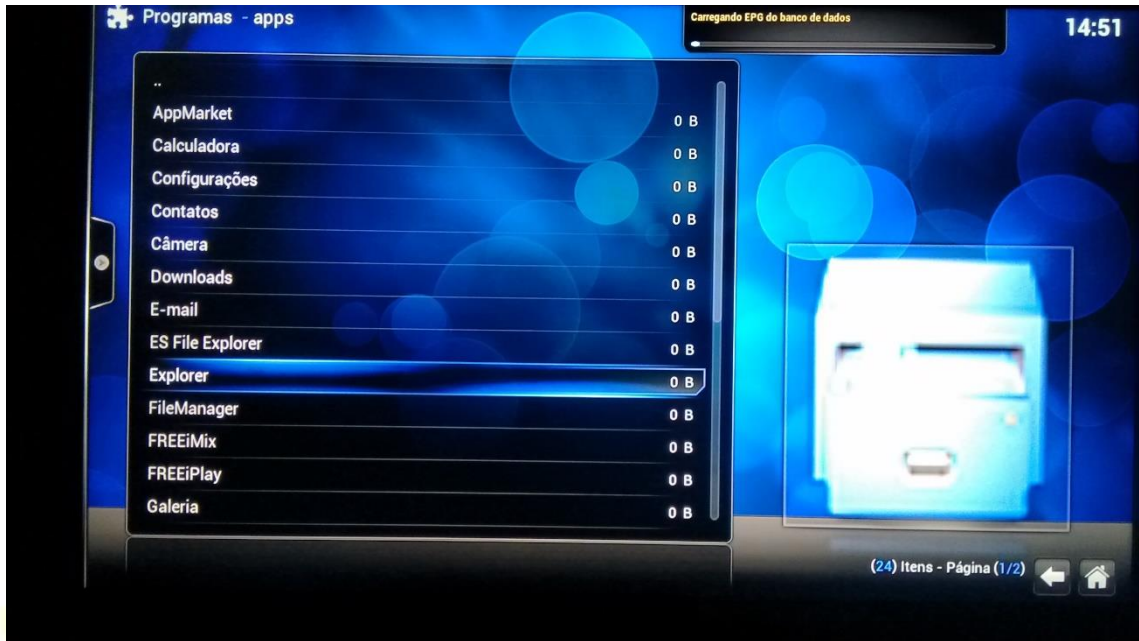 Programas - apps
Carregando EPG do banco de dados
14:51
..
AppMarket 0 B
Calculadora 0 B
Configurações 0 B
Contatos 0 B
Câmera 0 B
Downloads 0 B
E-mail 0 B
ES File Explorer 0 B
Explorer 0 B
FileManager 0 B
FREEiMix 0 B
FREEiPlay 0 B
Galeria 0 B
(24) Itens - Página (1/2)